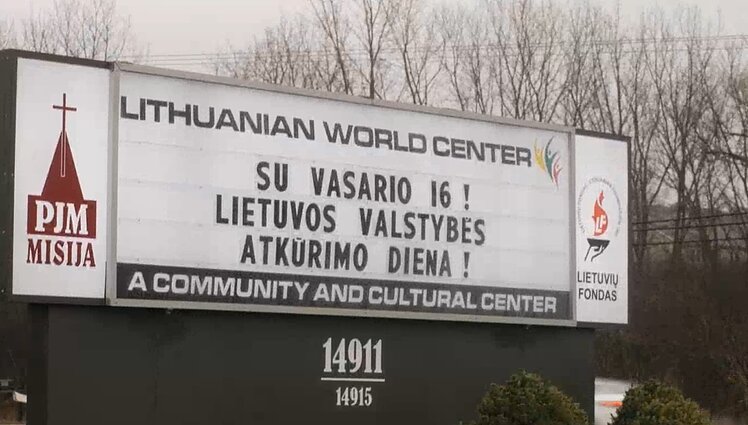 LITHUANIAN WORLD CENTER
SU VASARIO 16 !
LIETUVOS VALSTYBĖS
ATKŪRIMO DIENA !
A COMMUNITY AND CULTURAL CENTER
PJM
MISIJA
LF
LIETUVIŲ
FONDAS
14911
14915